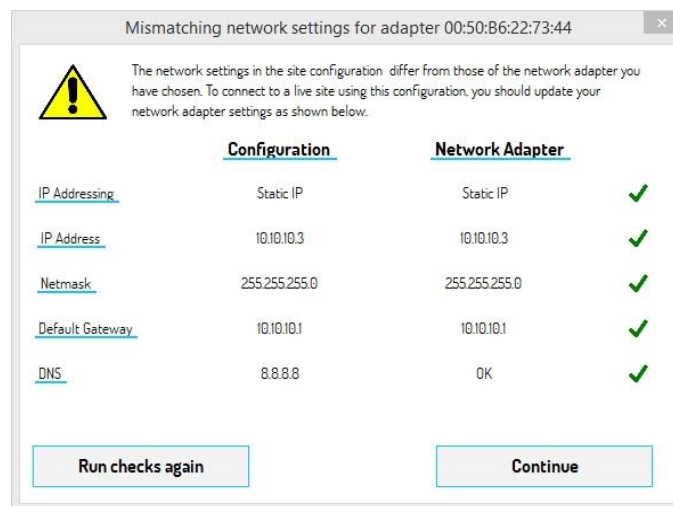 Mismatching network settings for adapter 00:50:B6:22:73:44
The network settings in the site configuration differ from those of the network adapter you
have chosen. To connect to a live site using this configuration, you should update your
network adapter settings as shown below.
Configuration Network Adapter
IP Addressing Static IP Static IP
IP Address 10.10.10.3 10.10.10.3
Netmask 255.255.255.0 255.255.255.0
Default Gateway 10.10.10.1 10.10.10.1
DNS 8.8.8.8 OK
Run checks again Continue